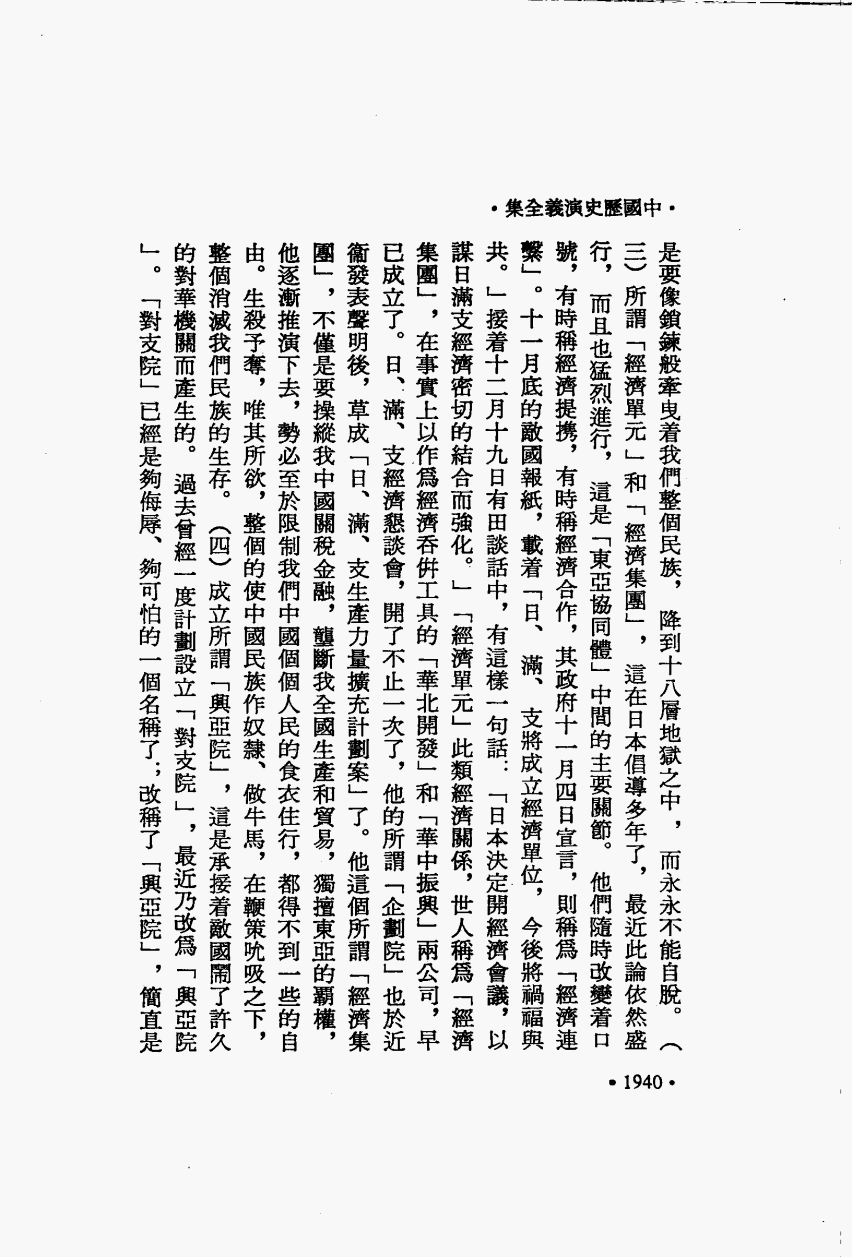 ·中國歷史演義全集·
是要像鎖鍊般牽曳着我們整個民族，降到十八層地獄之中，而永永不能自脫。（
三）所謂「經濟單元」和「經濟集團」，這在日本倡導多年了，最近此論依然盛
行，而且也猛烈進行，這是「東亞協同體」中間的主要關節。他們隨時改變着口
號，有時稱經濟提携，有時稱經濟合作，其政府十一月四日宣言，則稱爲「經濟連
繫」。十一月底的敵國報紙，載着「日、滿、支將成立經濟單位，今後將禍福與
共。」接着十二月十九日有田談話中，有這樣一句話：「日本決定開經濟會議，以
謀日滿支經濟密切的結合而強化。」「經濟單元」此類經濟關係，世人稱爲「經濟
集團」，在事實上以作爲經濟吞併工具的「華北開發」和「華中振興」兩公司，早
已成立了。日、滿、支經濟懇談會，開了不止一次了，他的所謂「企劃院」也於近
衞發表聲明後，草成「日、滿、支生產力量擴充計劃案」了。他這個所謂「經濟集
團」，不僅是要操縱我中國關稅金融，壟斷我全國生產和貿易，獨擅東亞的霸權，
他逐漸推演下去，勢必至於限制我們中國個個人民的食衣住行，都得不到一些的自
由。生殺予奪，唯其所欲，整個的使中國民族作奴隸、做牛馬，在鞭策吮吸之下，
整個消滅我們民族的生存。（四）成立所謂「興亞院」，這是承接着敵國鬧了許久
的對華機關而產生的。過去曾經一度計劃設立「對支院」，最近乃改爲「興亞院
」。「對支院」已經是夠侮辱、夠可怕的一個名稱了；改稱了「興亞院」，簡直是
·1940·